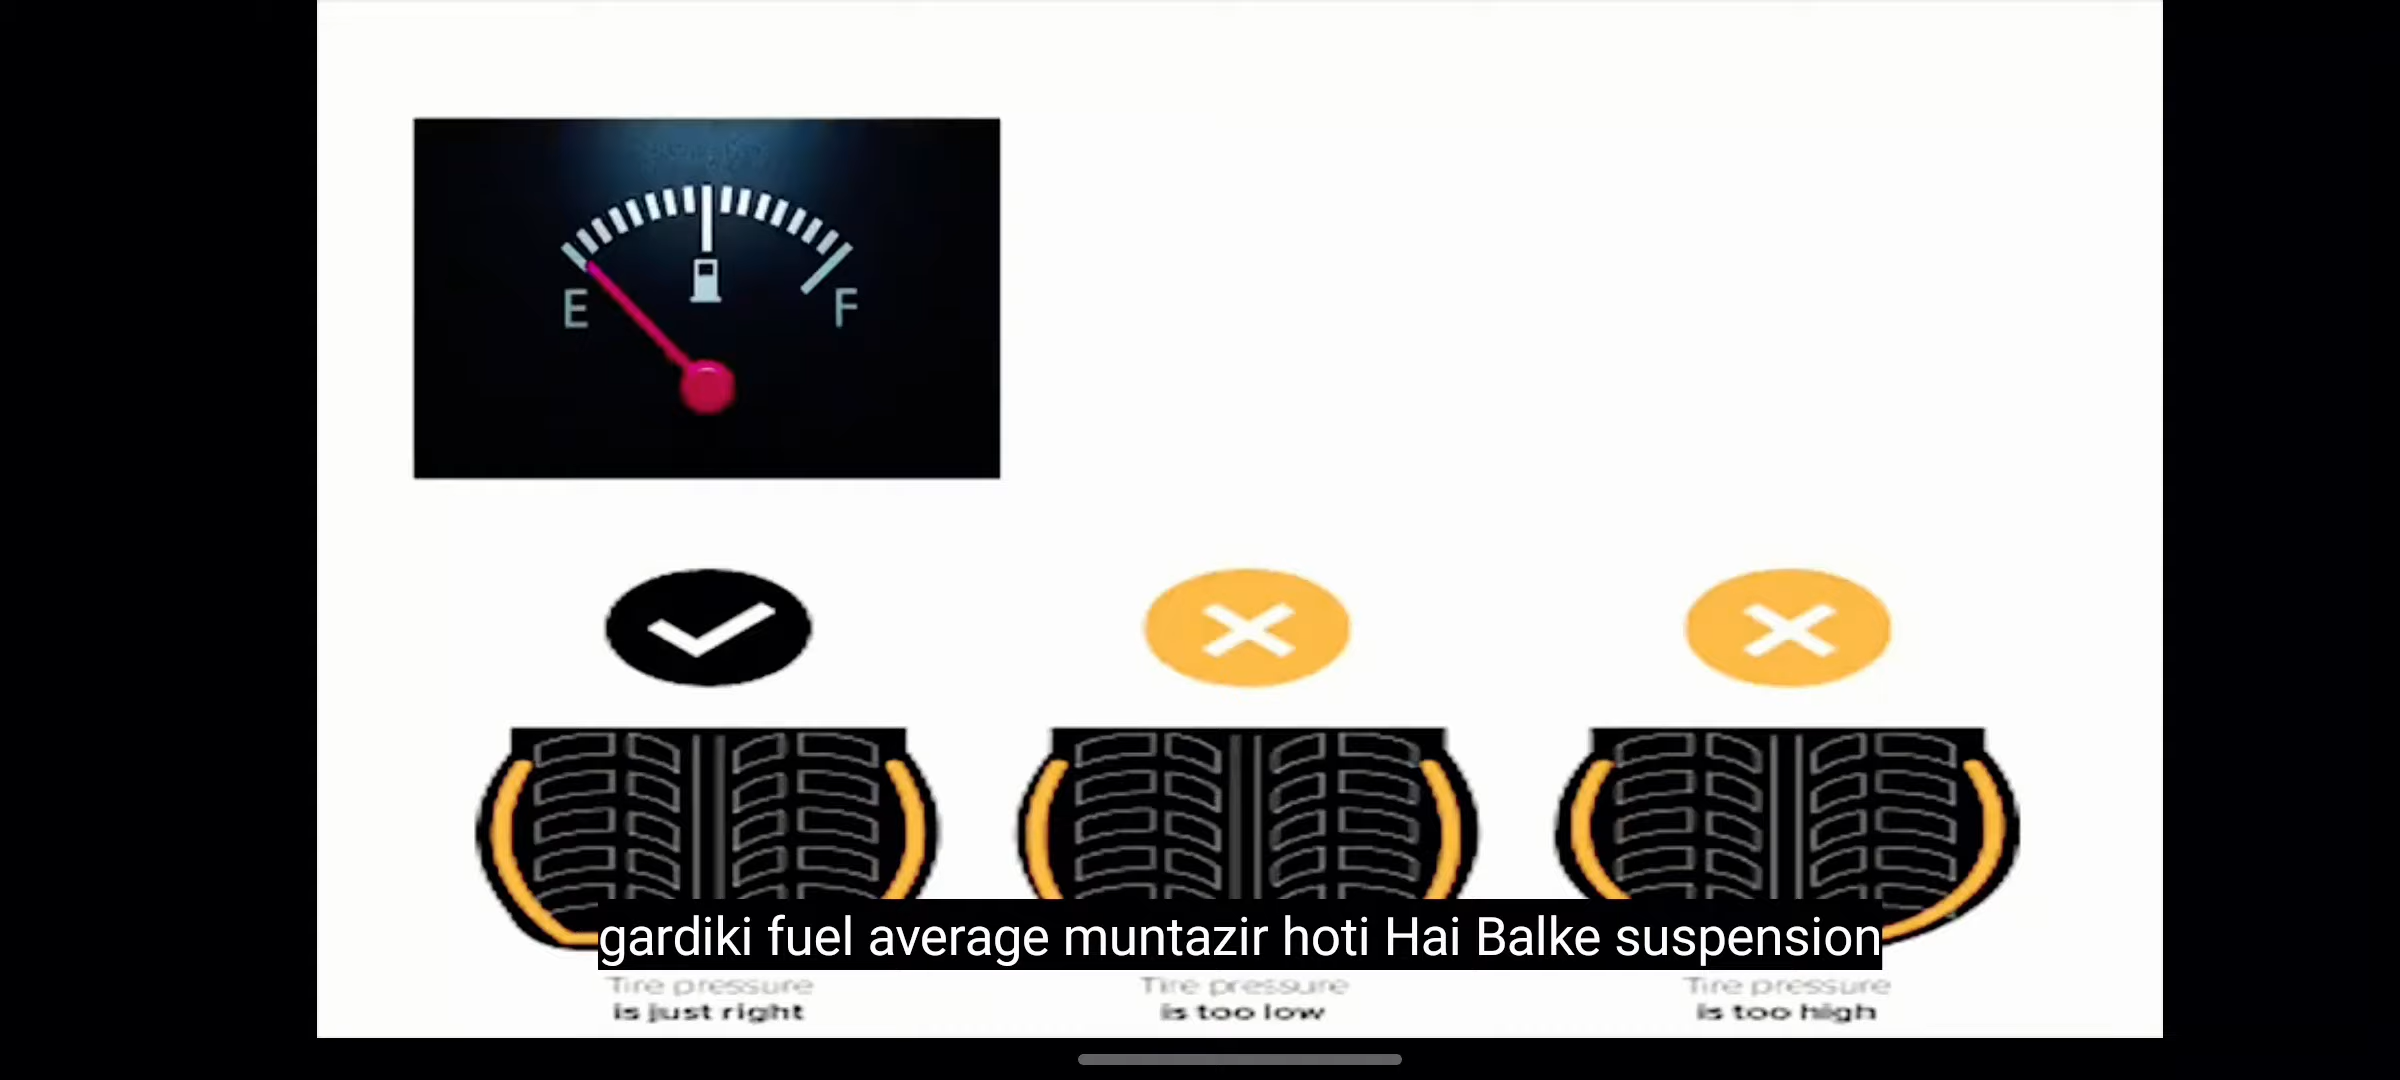 E F
gardiki fuel average muntazir hoti Hai Balke suspension
Tire pressure
is just right
Tire pressure
is too low
Tire pressure
is too high